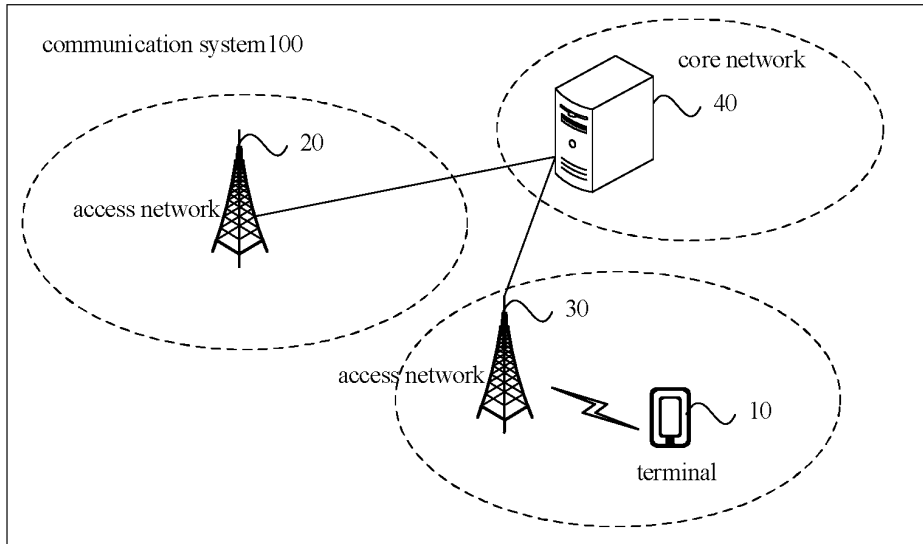 communication system100
core network
40
20
access network
30
access network
10
terminal